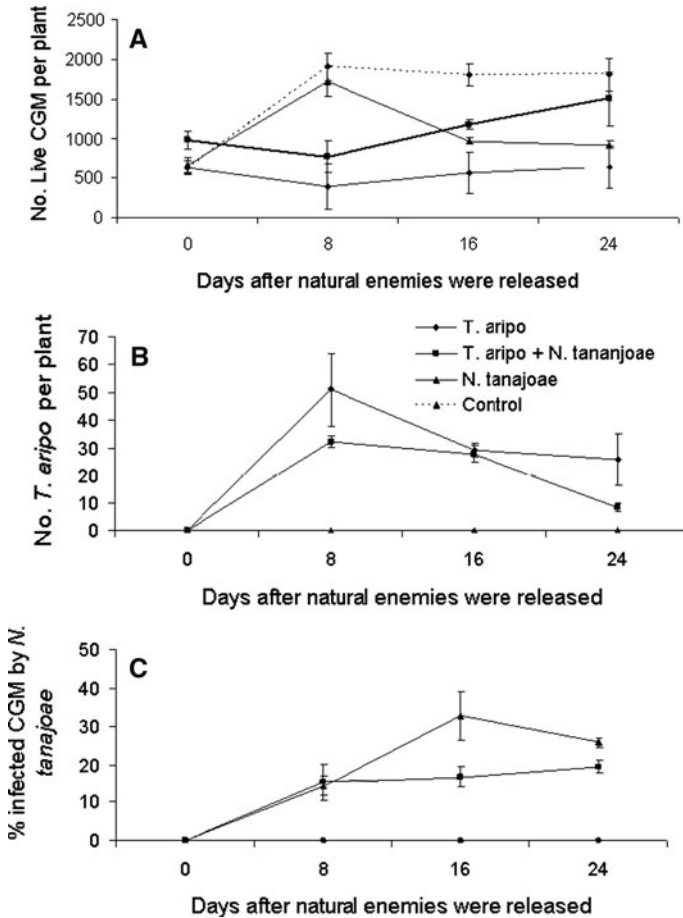 A
No. Live CGM per plant
2500
2000
1500
1000
500
0
0 8 16 24
Days after natural enemies were released
B
No. T. aripo per plant
70
60
50
40
30
20
10
0
T. aripo
T. aripo + N. tananjoae
N. tanajoae
Control
0 8 16 24
Days after natural enemies were released
C
% infected CGM by N.
tanajoae
50
40
30
20
10
0
0 8 16 24
Days after natural enemies were released